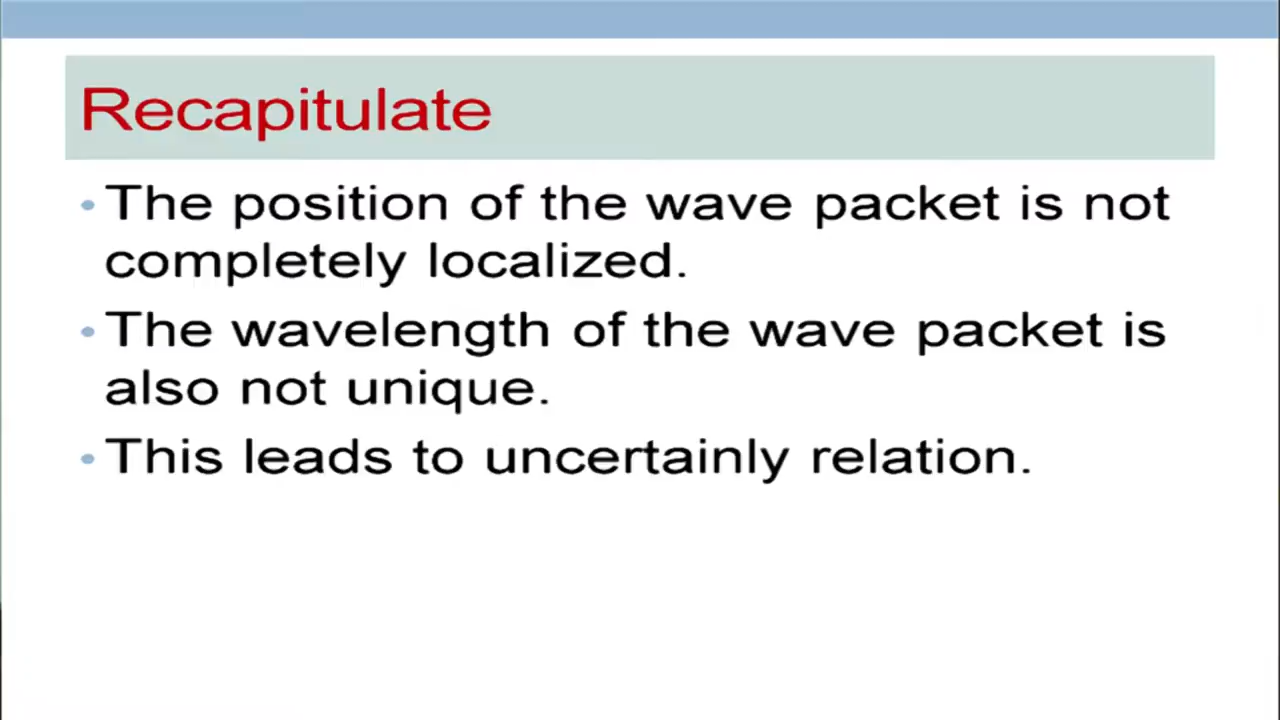 Recapitulate
• The position of the wave packet is not
completely localized.
• The wavelength of the wave packet is
also not unique.
• This leads to uncertainly relation.